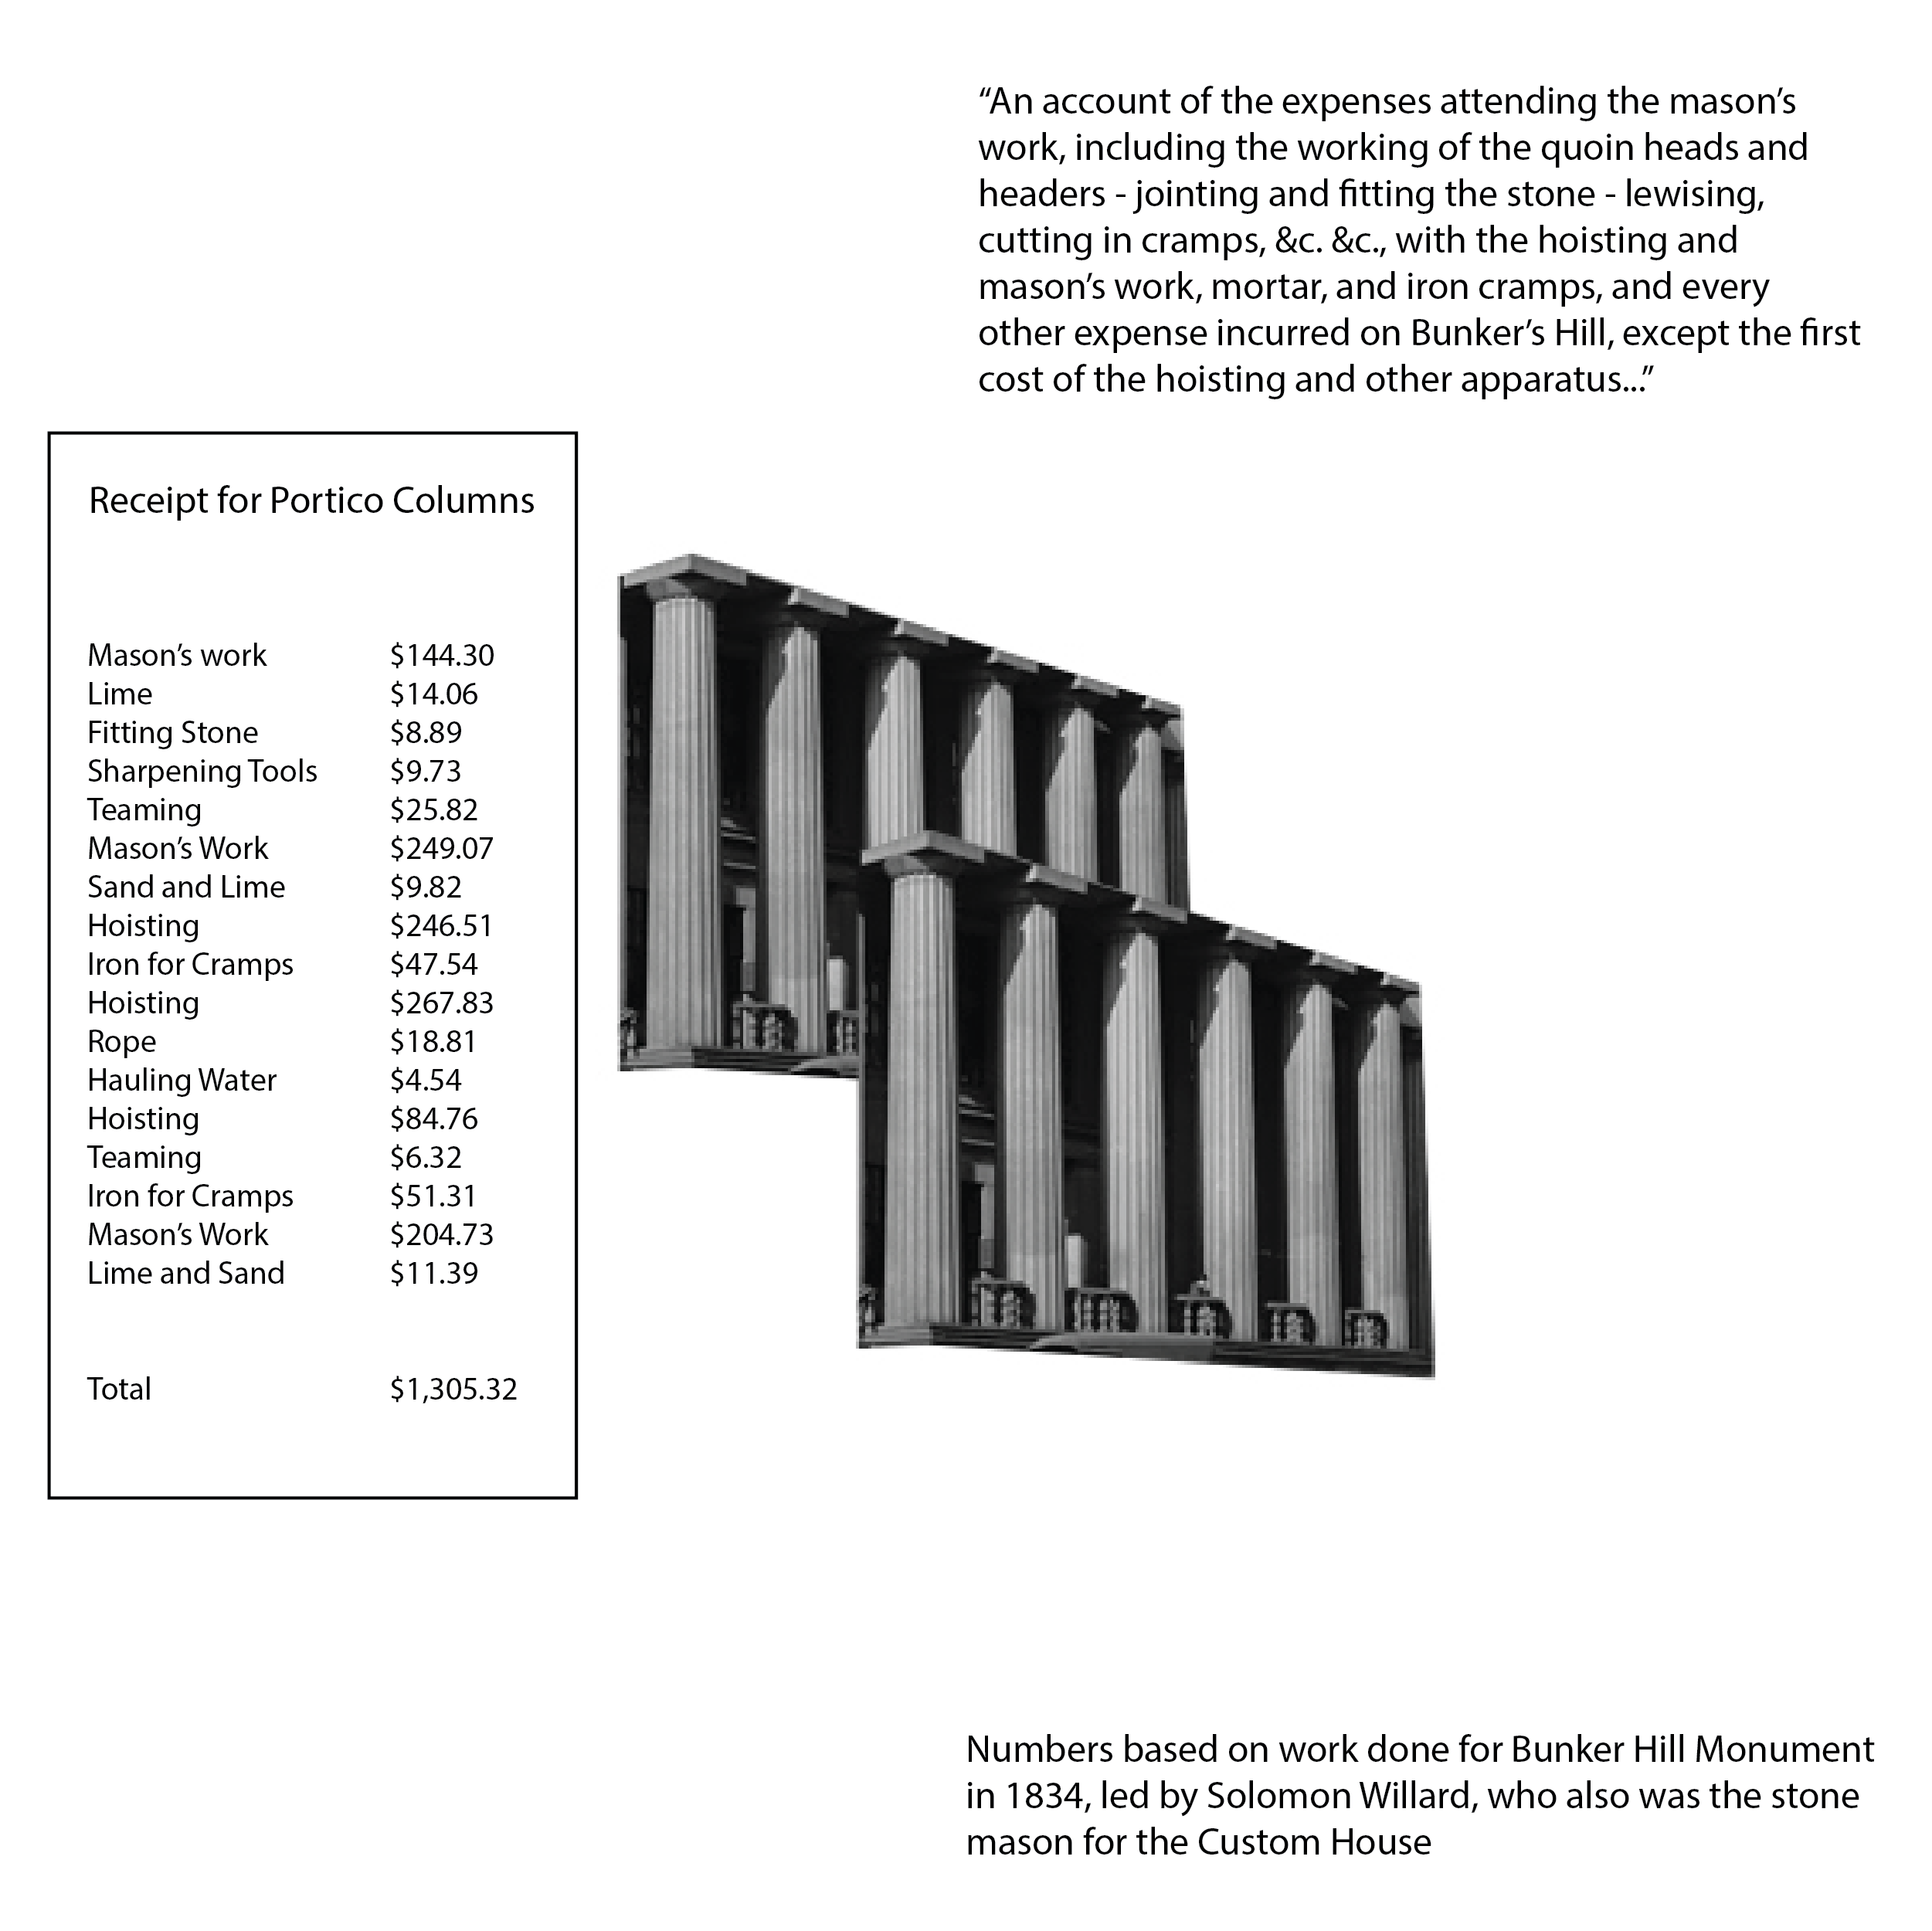 “An account of the expenses attending the mason’s
work, including the working of the quoin heads and
headers - jointing and fitting the stone - lewising,
cutting in cramps, &c. &c., with the hoisting and
mason’s work, mortar, and iron cramps, and every
other expense incurred on Bunker’s Hill, except the first
cost of the hoisting and other apparatus...”
Receipt for Portico Columns
Mason’s work $144.30
Lime $14.06
Fitting Stone $8.89
Sharpening Tools $9.73
Teaming $25.82
Mason’s Work $249.07
Sand and Lime $9.82
Hoisting $246.51
Iron for Cramps $47.54
Hoisting $267.83
Rope $18.81
Hauling Water $4.54
Hoisting $84.76
Teaming $6.32
Iron for Cramps $51.31
Mason’s Work $204.73
Lime and Sand $11.39
Total $1,305.32
Numbers based on work done for Bunker Hill Monument
in 1834, led by Solomon Willard, who also was the stone
mason for the Custom House